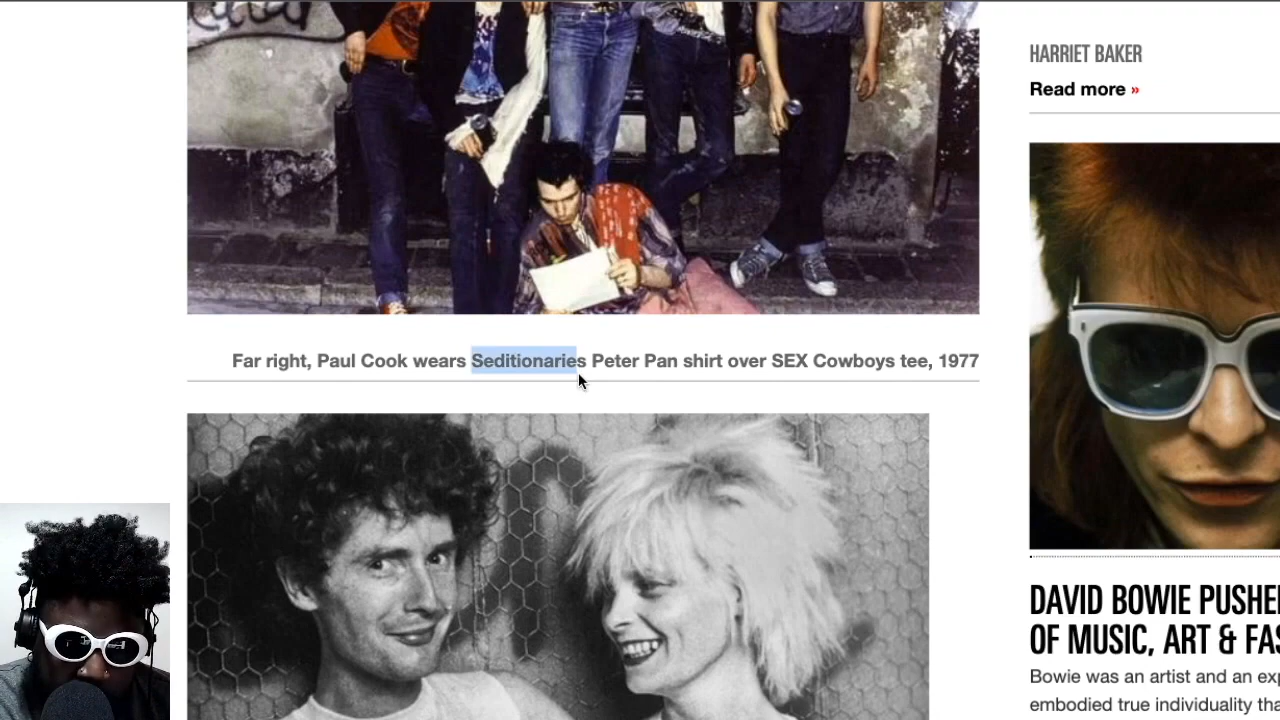 HARRIET BAKER
Read more »
Far right, Paul Cook wears Seditionaries Peter Pan shirt over SEX Cowboys tee, 1977
DAVID BOWIE PUSHE
OF MUSIC, ART & FAS
Bowie was an artist and an exp
embodied true individuality tha